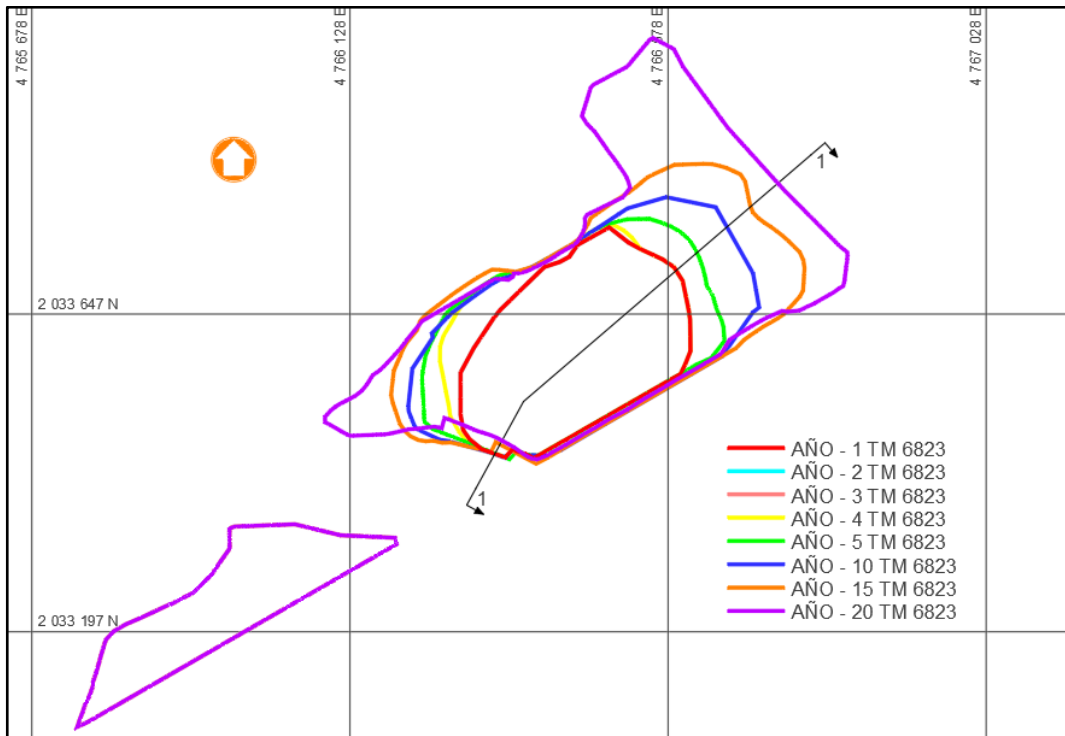 4 765 678 E
4 766 128 E
4 766 578 E
4 767 028 E
1
2 033 647 N
1
AÑO - 1 TM 6823
AÑO - 2 TM 6823
AÑO - 3 TM 6823
AÑO - 4 TM 6823
AÑO - 5 TM 6823
AÑO - 10 TM 6823
AÑO - 15 TM 6823
AÑO - 20 TM 6823
2 033 197 N